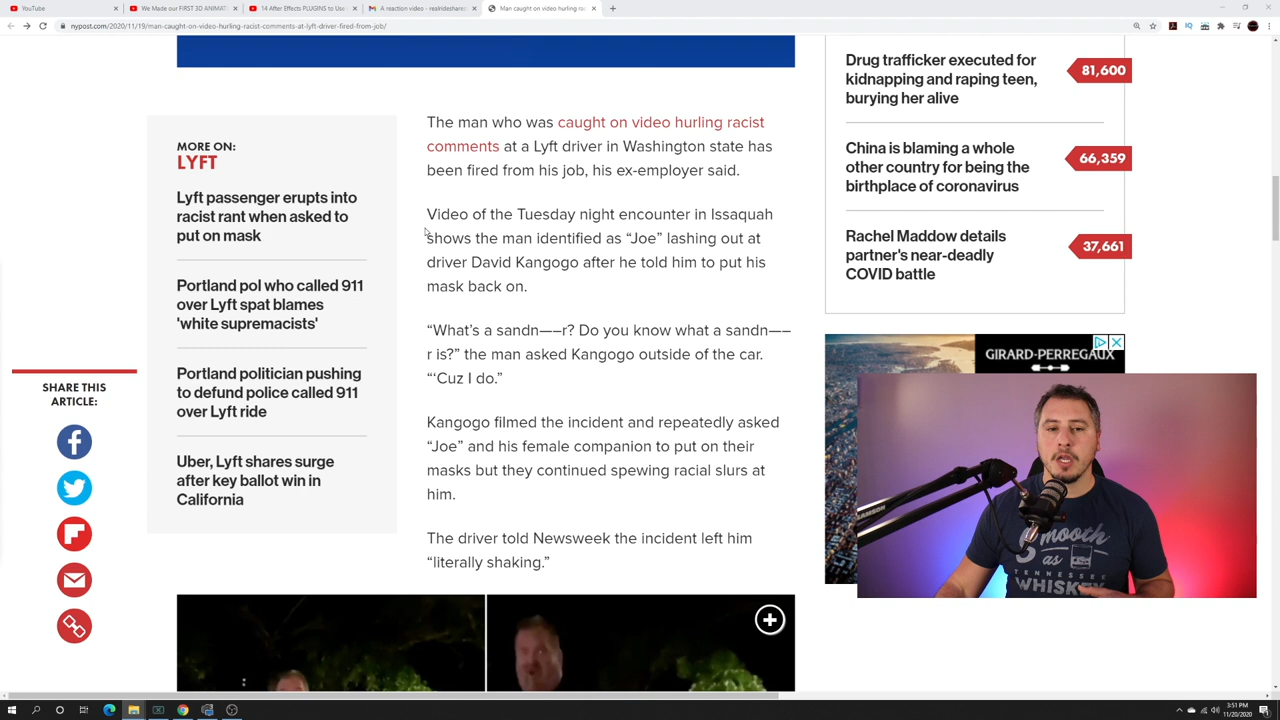 YouTube
We Made our FIRST 3D ANIMAT
14 After Effects PLUGINS to Use
A reaction video - realrideshare
Man caught on video hurling rac
nypost.com/2020/11/19/man-caught-on-video-hurling-racist-comments-at-lyft-driver-fired-from-job/
MORE ON:
LYFT
Lyft passenger erupts into
racist rant when asked to
put on mask
Portland pol who called 911
over Lyft spat blames
'white supremacists'
Portland politician pushing
to defund police called 911
over Lyft ride
Uber, Lyft shares surge
after key ballot win in
California
SHARE THIS
ARTICLE:
The man who was caught on video hurling racist
comments at a Lyft driver in Washington state has
been fired from his job, his ex-employer said.
Video of the Tuesday night encounter in Issaquah
shows the man identified as “Joe” lashing out at
driver David Kangogo after he told him to put his
mask back on.
“What’s a sandn——r? Do you know what a sandn——
r is?” the man asked Kangogo outside of the car.
“‘Cuz I do.”
Kangogo filmed the incident and repeatedly asked
“Joe” and his female companion to put on their
masks but they continued spewing racial slurs at
him.
The driver told Newsweek the incident left him
“literally shaking.”
Drug trafficker executed for
kidnapping and raping teen,
burying her alive
81,600
China is blaming a whole
other country for being the
birthplace of coronavirus
66,359
Rachel Maddow details
partner's near-deadly
COVID battle
37,661
GIRARD-PERREGAUX
SAMSON
Smooth
as
TENNESSEE
WHISKEY
3:51 PM
11/20/2020